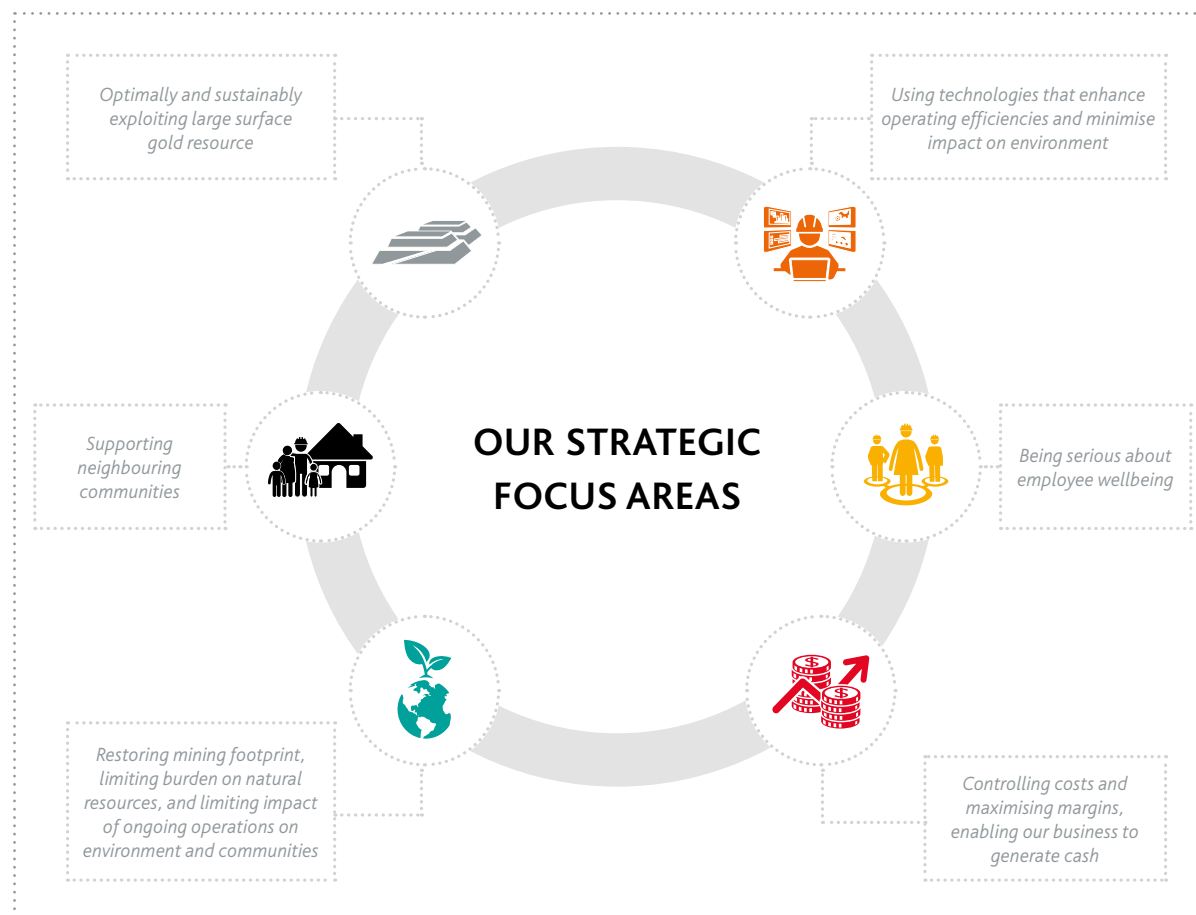 Optimally and sustainably
exploiting large surface
gold resource
Using technologies that enhance
operating efficiencies and minimise
impact on environment
Supporting
neighbouring
communities
OUR STRATEGIC
FOCUS AREAS
Being serious about
employee wellbeing
Restoring mining footprint,
limiting burden on natural
resources, and limiting impact
of ongoing operations on
environment and communities
$
$
Controlling costs and
maximising margins,
enabling our business to
generate cash